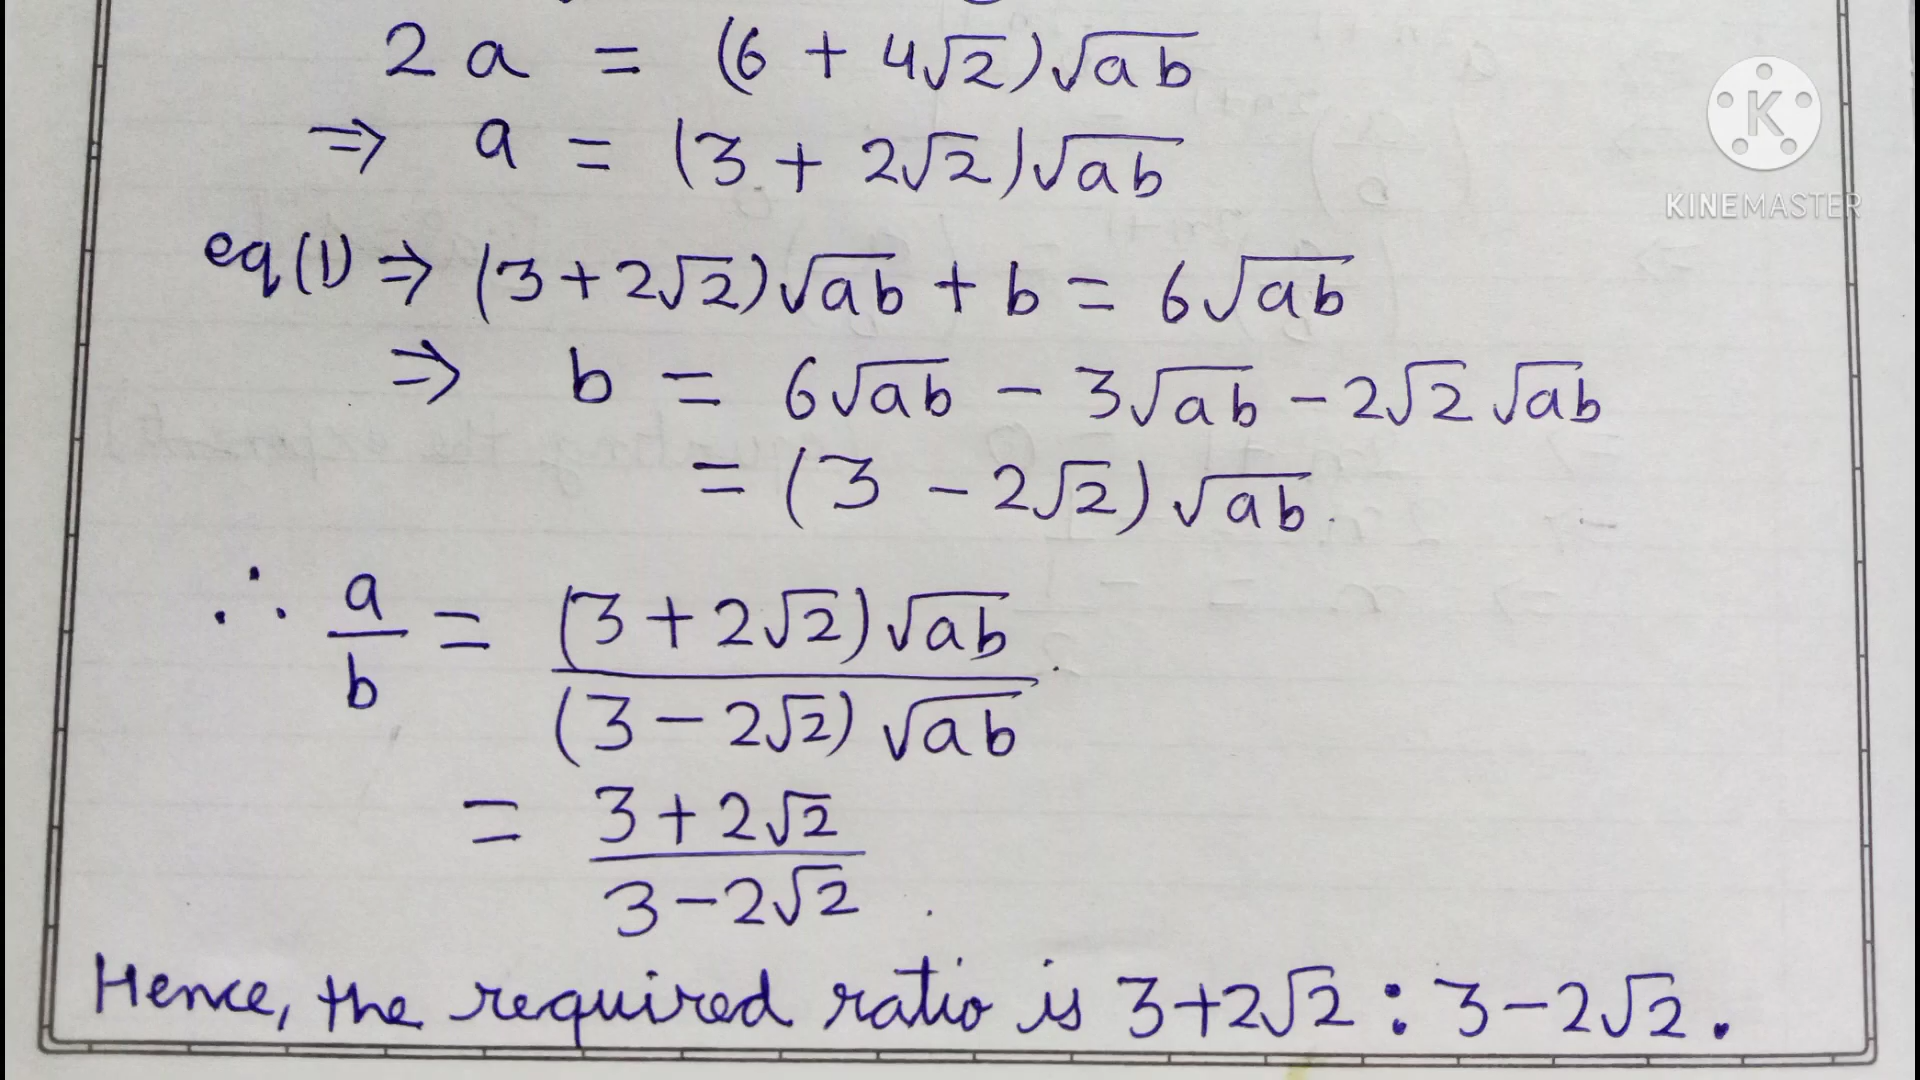 2a = (6 + 4√2)√ab
⇒ a = (3 + 2√2)√ab
eq(1) ⇒ (3 + 2√2)√ab + b = 6√ab
⇒ b = 6√ab - 3√ab - 2√2 √ab
= (3 - 2√2)√ab.
∴ a/b = (3 + 2√2)√ab / (3 - 2√2)√ab.
= 3 + 2√2 / 3 - 2√2.
Hence, the required ratio is 3 + 2√2 : 3 - 2√2.
K
KINEMASTER